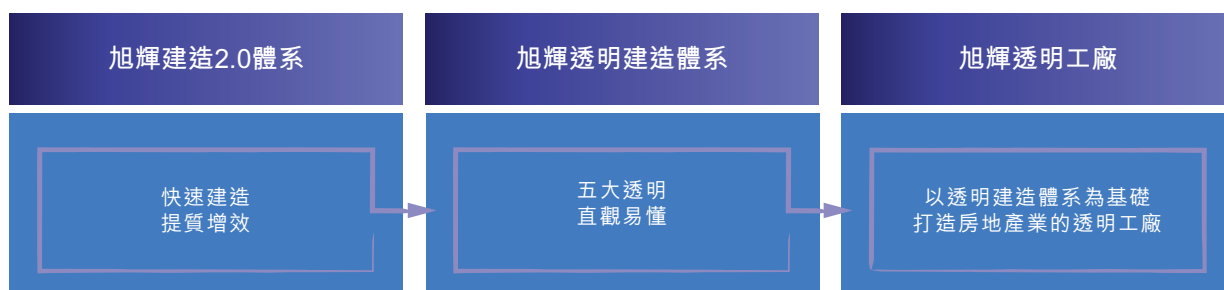 旭輝建造2.0體系
快速建造
提質增效
旭輝透明建造體系
五大透明
直觀易懂
旭輝透明工廠
以透明建造體系為基礎
打造房地產業的透明工廠